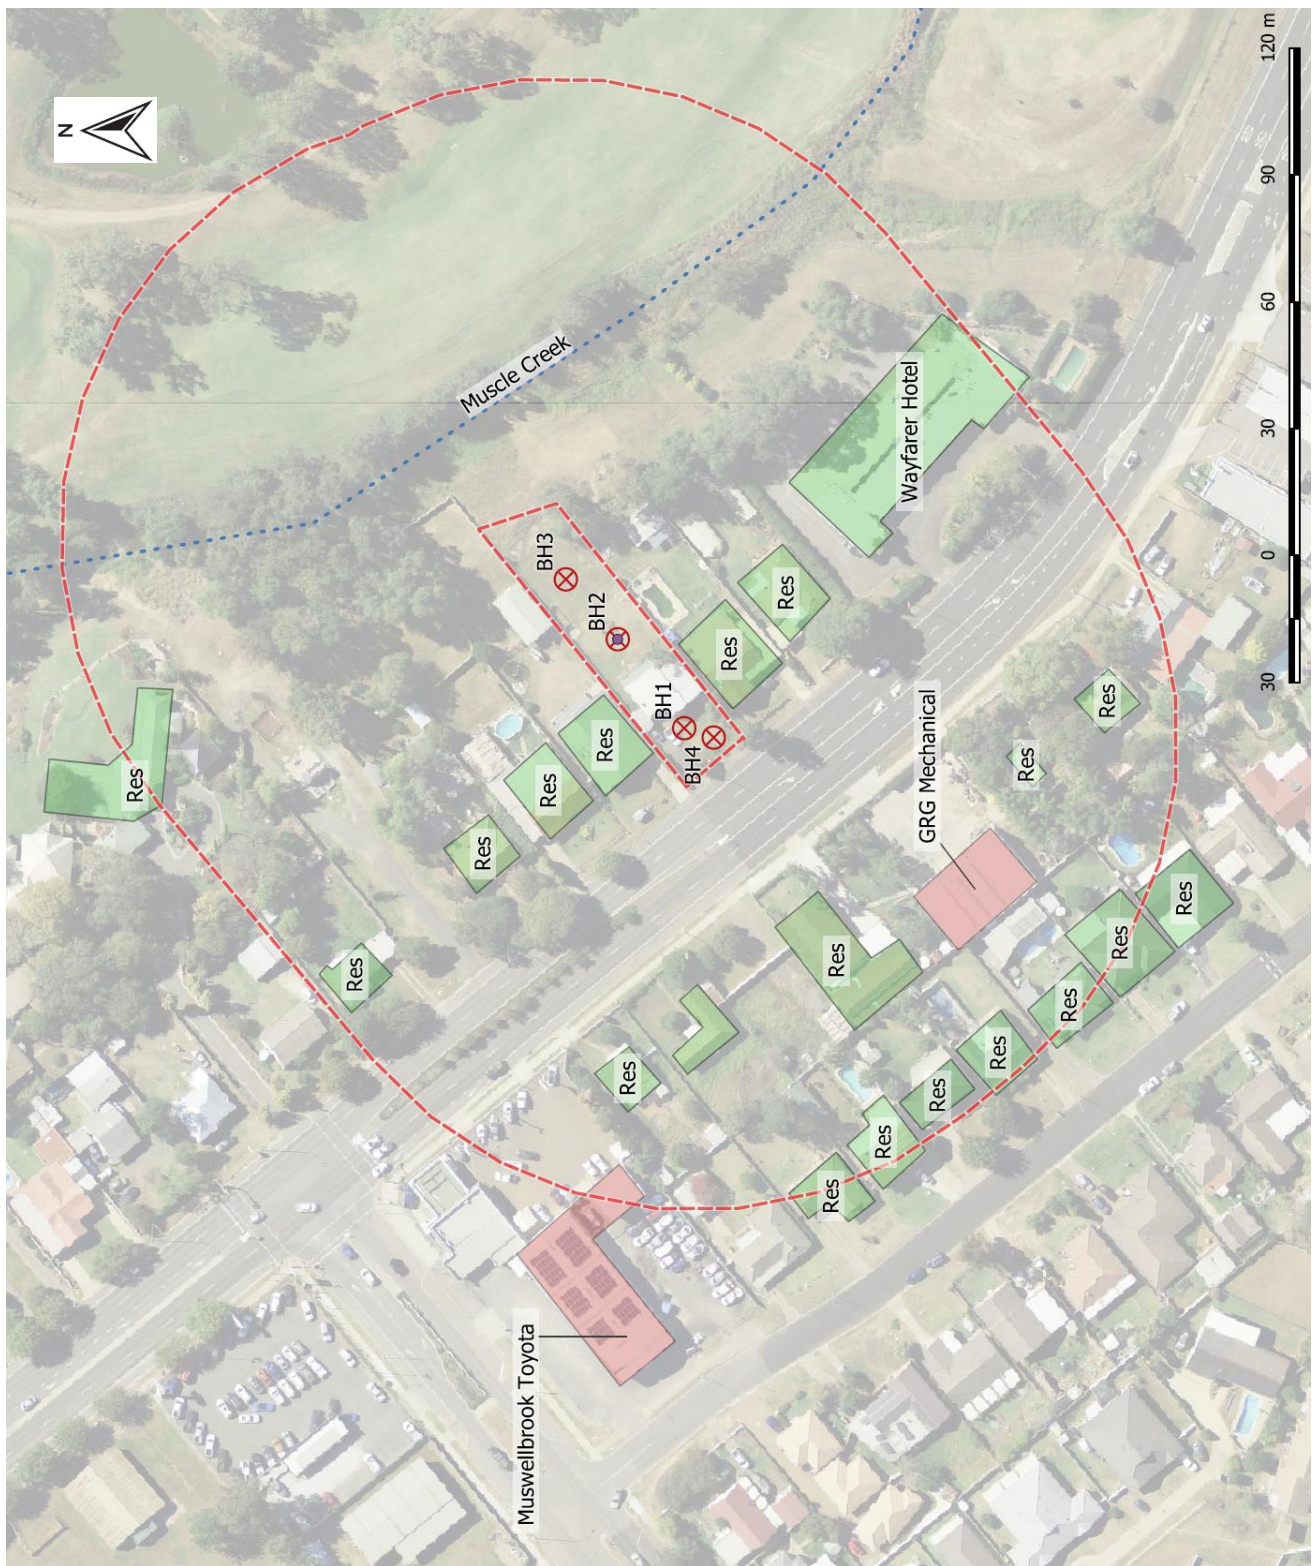 N
Res
Res
Res
Muscle Creek
Muswellbrook Toyota
BH3
Res
BH2
Res
Res
BH1
BH4
Res
Res
Res
Res
Res
Wayfarer Hotel
GRG Mechanical
Res
Res
Res
Res
Res
Res
Res
30 0 30 60 90 120 m